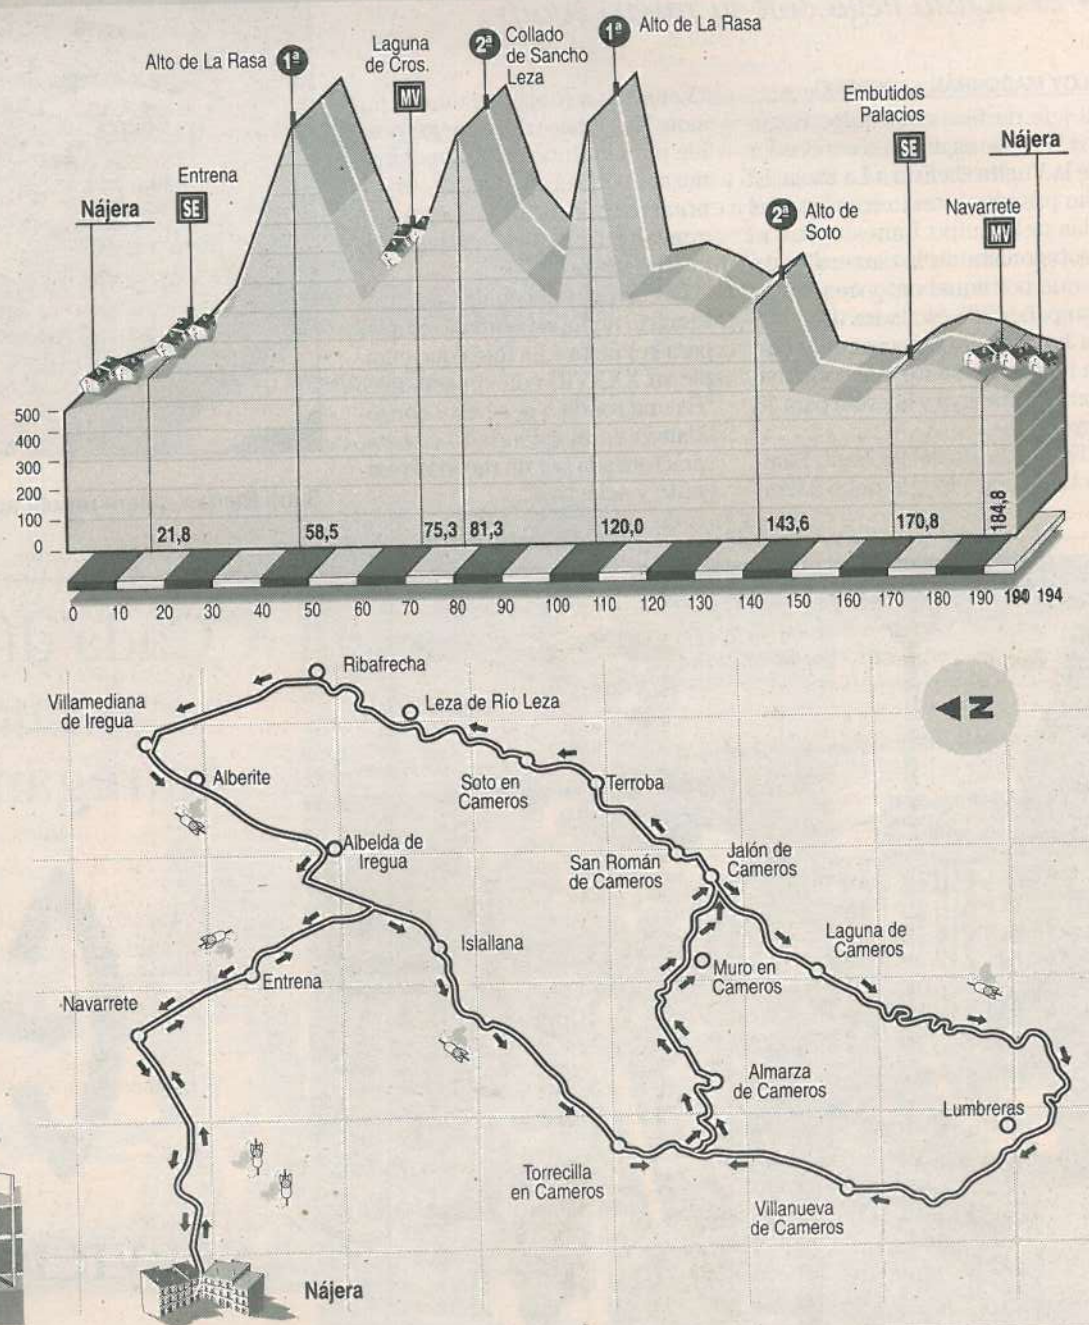 Alto de La Rasa
1ª
Laguna
de Cros.
MV
2ª
Collado
de Sancho
Leza
1ª
Alto de La Rasa
Embutidos
Palacios
SE
Nájera
Entrena
SE
Nájera
2ª
Alto de
Soto
Navarrete
MV
500
400
300
200
100
0
21,8
58,5
75,3
81,3
120,0
143,6
170,8
184,8
0 10 20 30 40 50 60 70 80 90 100 110 120 130 140 150 160 170 180 190 194
Ribafrecha
Villamediana
de Iregua
Leza de Río Leza
N
Alberite
Soto en
Cameros
Terroba
Albelda de
Iregua
San Román
de Cameros
Jalón de
Cameros
Islallana
Laguna de
Cameros
Entrena
Muro en
Cameros
Navarrete
Almarza
de Cameros
Lumbreras
Torrecilla
en Cameros
Villanueva
de Cameros
Nájera